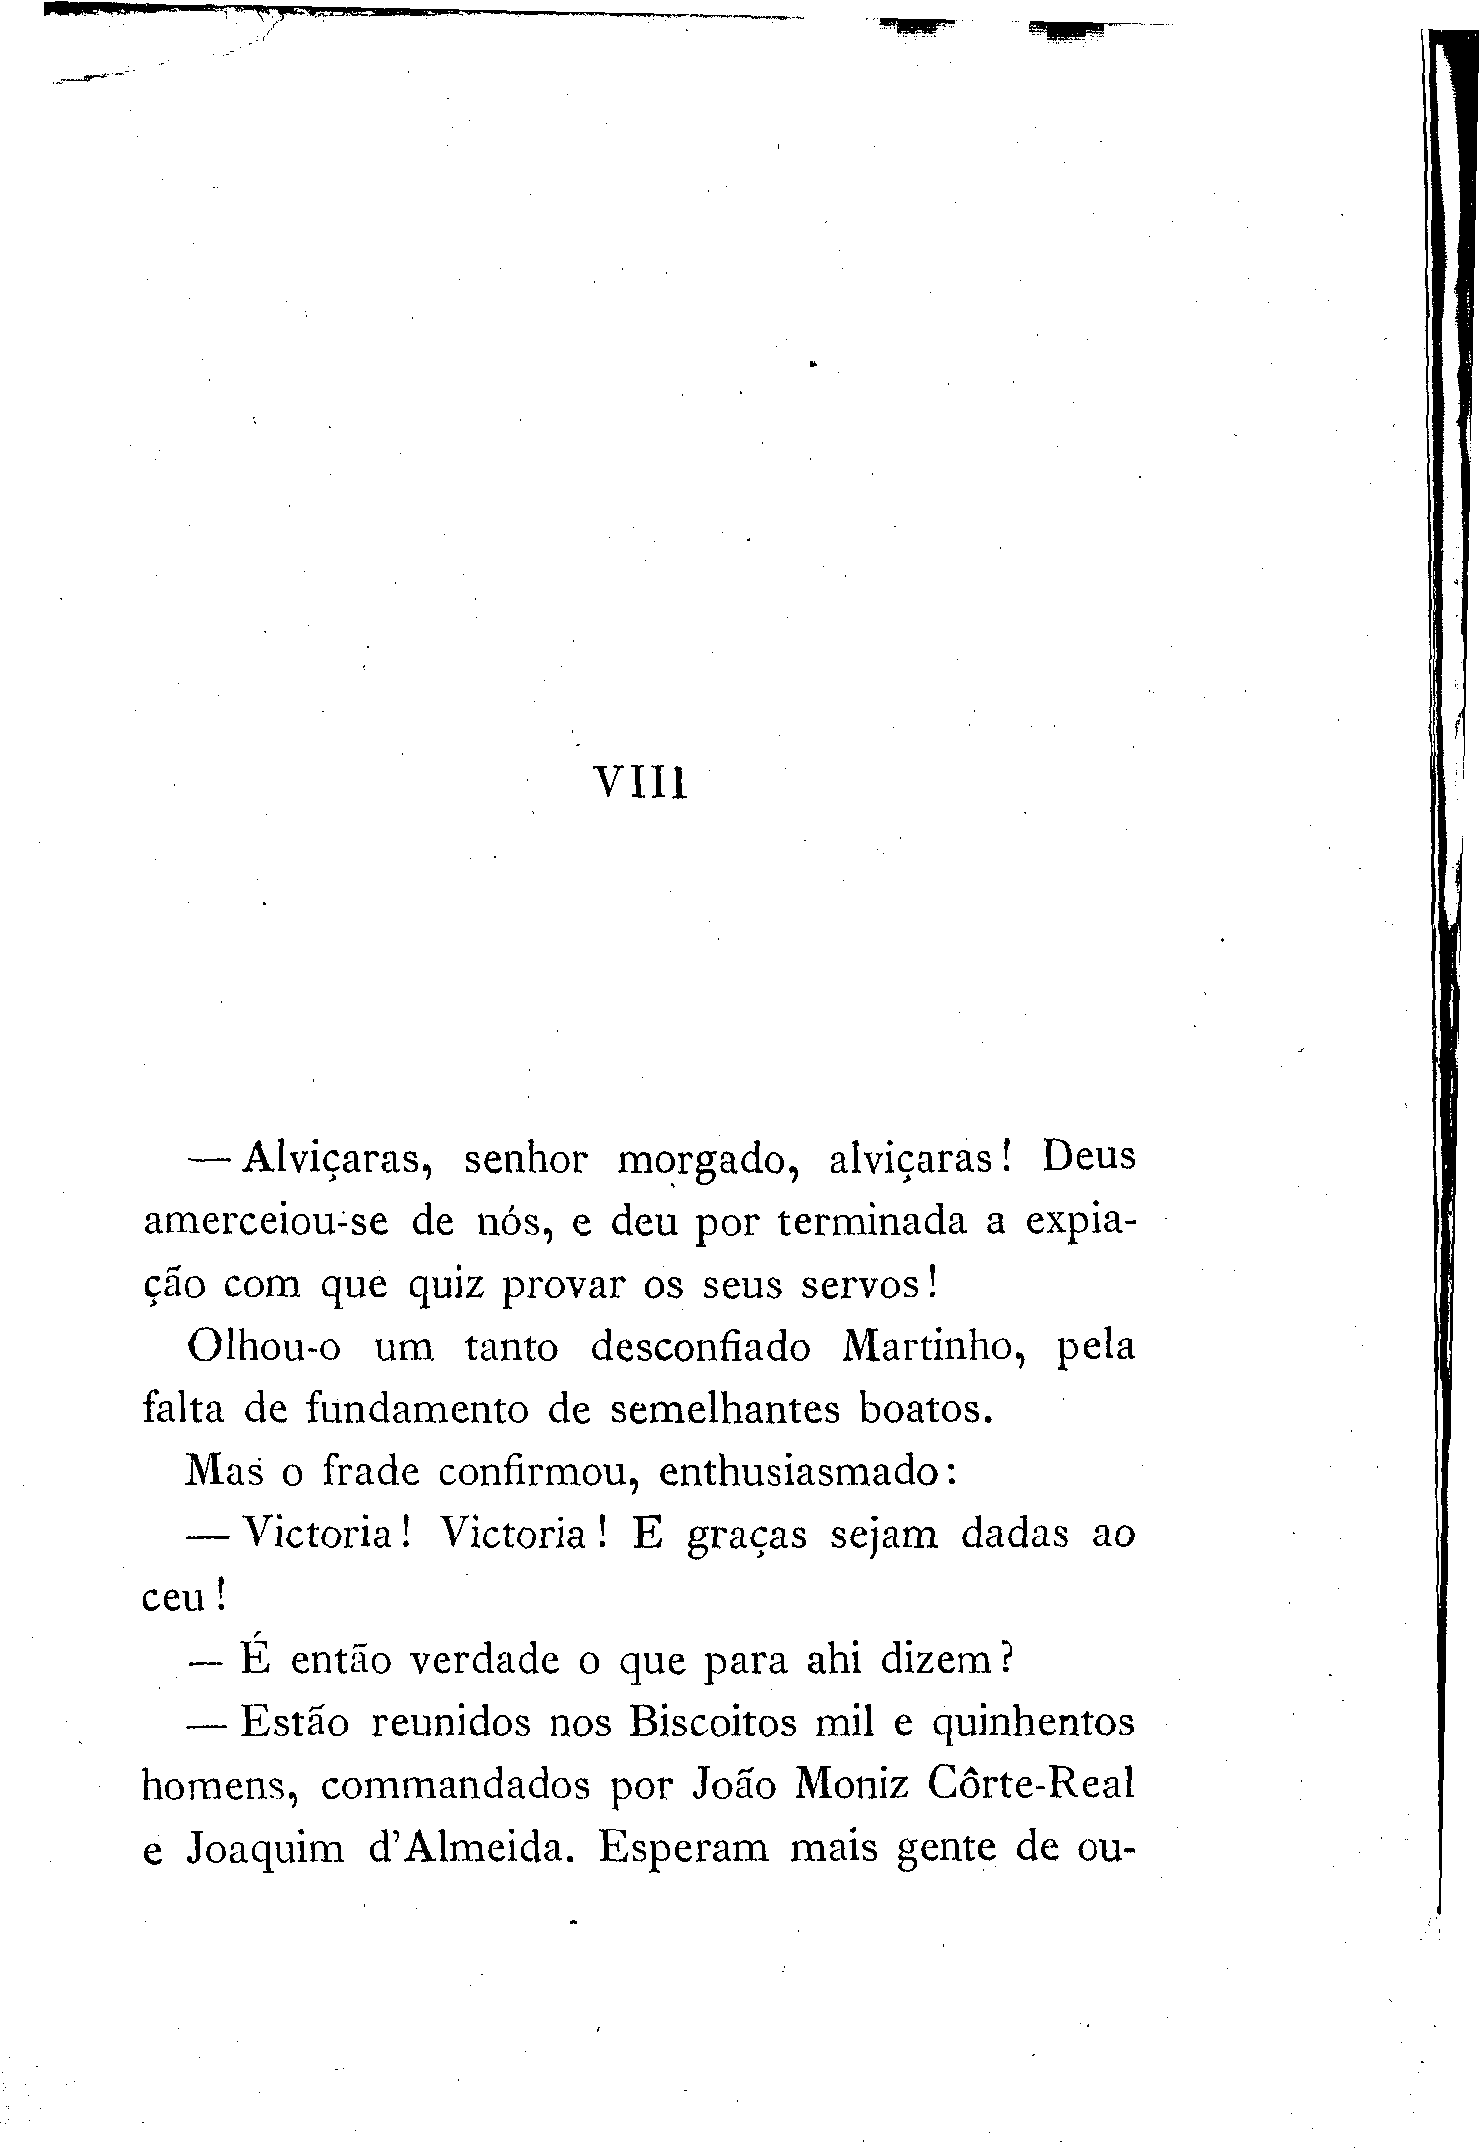 VIII
— Alviçaras, senhor morgado, alviçaras! Deus
amerceiou-se de nós, e deu por terminada a expia-
ção com que quiz provar os seus servos!
Olhou-o um tanto desconfiado Martinho, pela
falta de fundamento de semelhantes boatos.
Mas o frade confirmou, enthusiasmado:
— Victoria! Victoria! E graças sejam dadas ao
ceu!
— É então verdade o que para ahi dizem?
— Estão reunidos nos Biscoitos mil e quinhentos
homens, commandados por João Moniz Côrte-Real
e Joaquim d'Almeida. Esperam mais gente de ou-